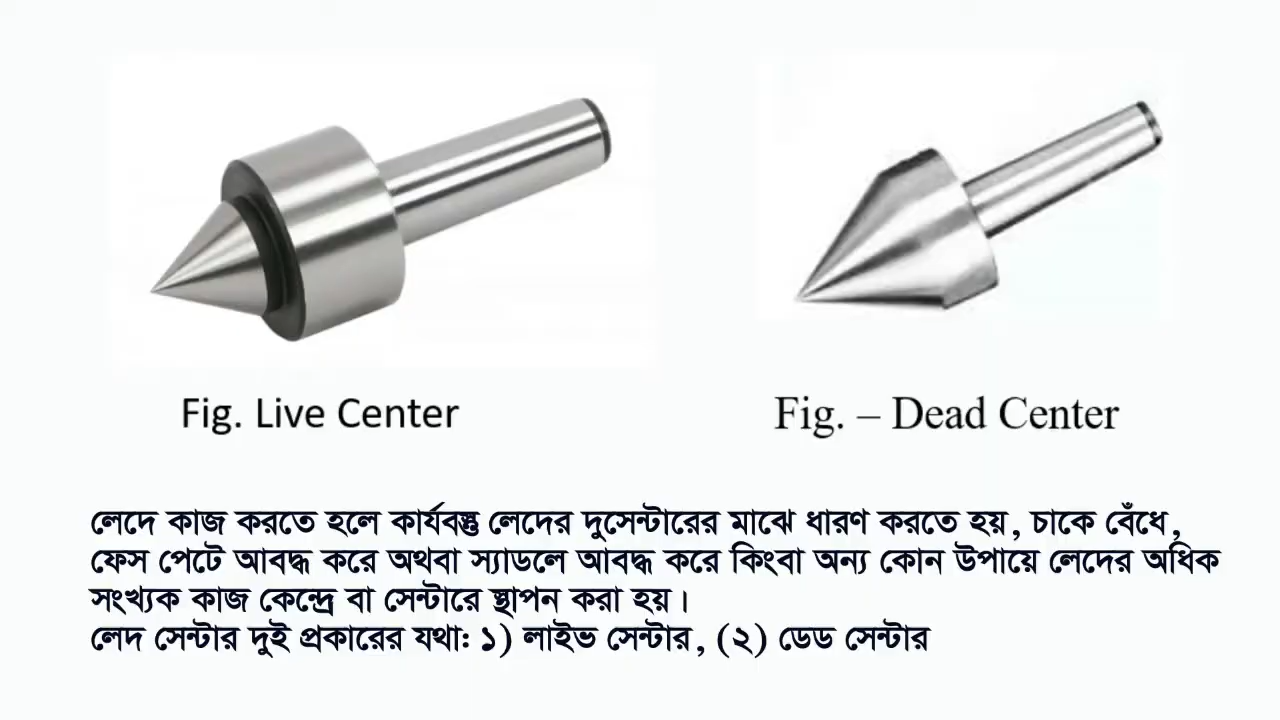 Fig. Live Center
Fig. – Dead Center
লেদে কাজ করতে হলে কার্যবস্তু লেদের দুসেন্টারের মাঝে ধারণ করতে হয়, চাকে বেঁধে,
ফেস পেটে আবদ্ধ করে অথবা স্যাডলে আবদ্ধ করে কিংবা অন্য কোন উপায়ে লেদের অধিক
সংখ্যক কাজ কেন্দ্রে বা সেন্টারে স্থাপন করা হয়।
লেদ সেন্টার দুই প্রকারের যথা: ১) লাইভ সেন্টার, (২) ডেড সেন্টার